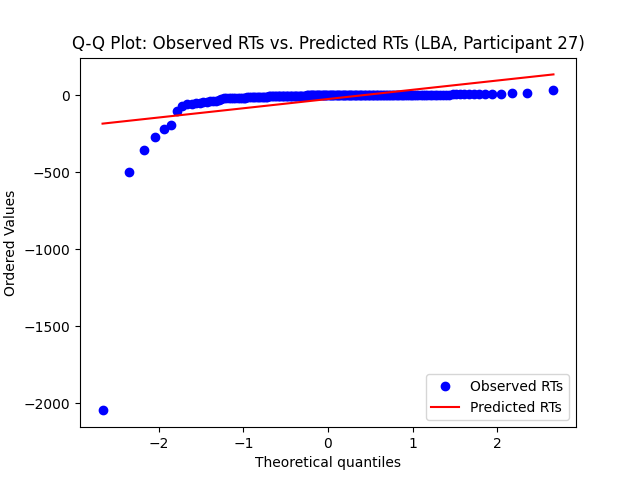 Q-Q Plot: Observed RTs vs. Predicted RTs (LBA, Participant 27)
Ordered Values
0
−500
−1000
−1500
−2000
−2
−1
0
1
2
Theoretical quantiles
Observed RTs
Predicted RTs